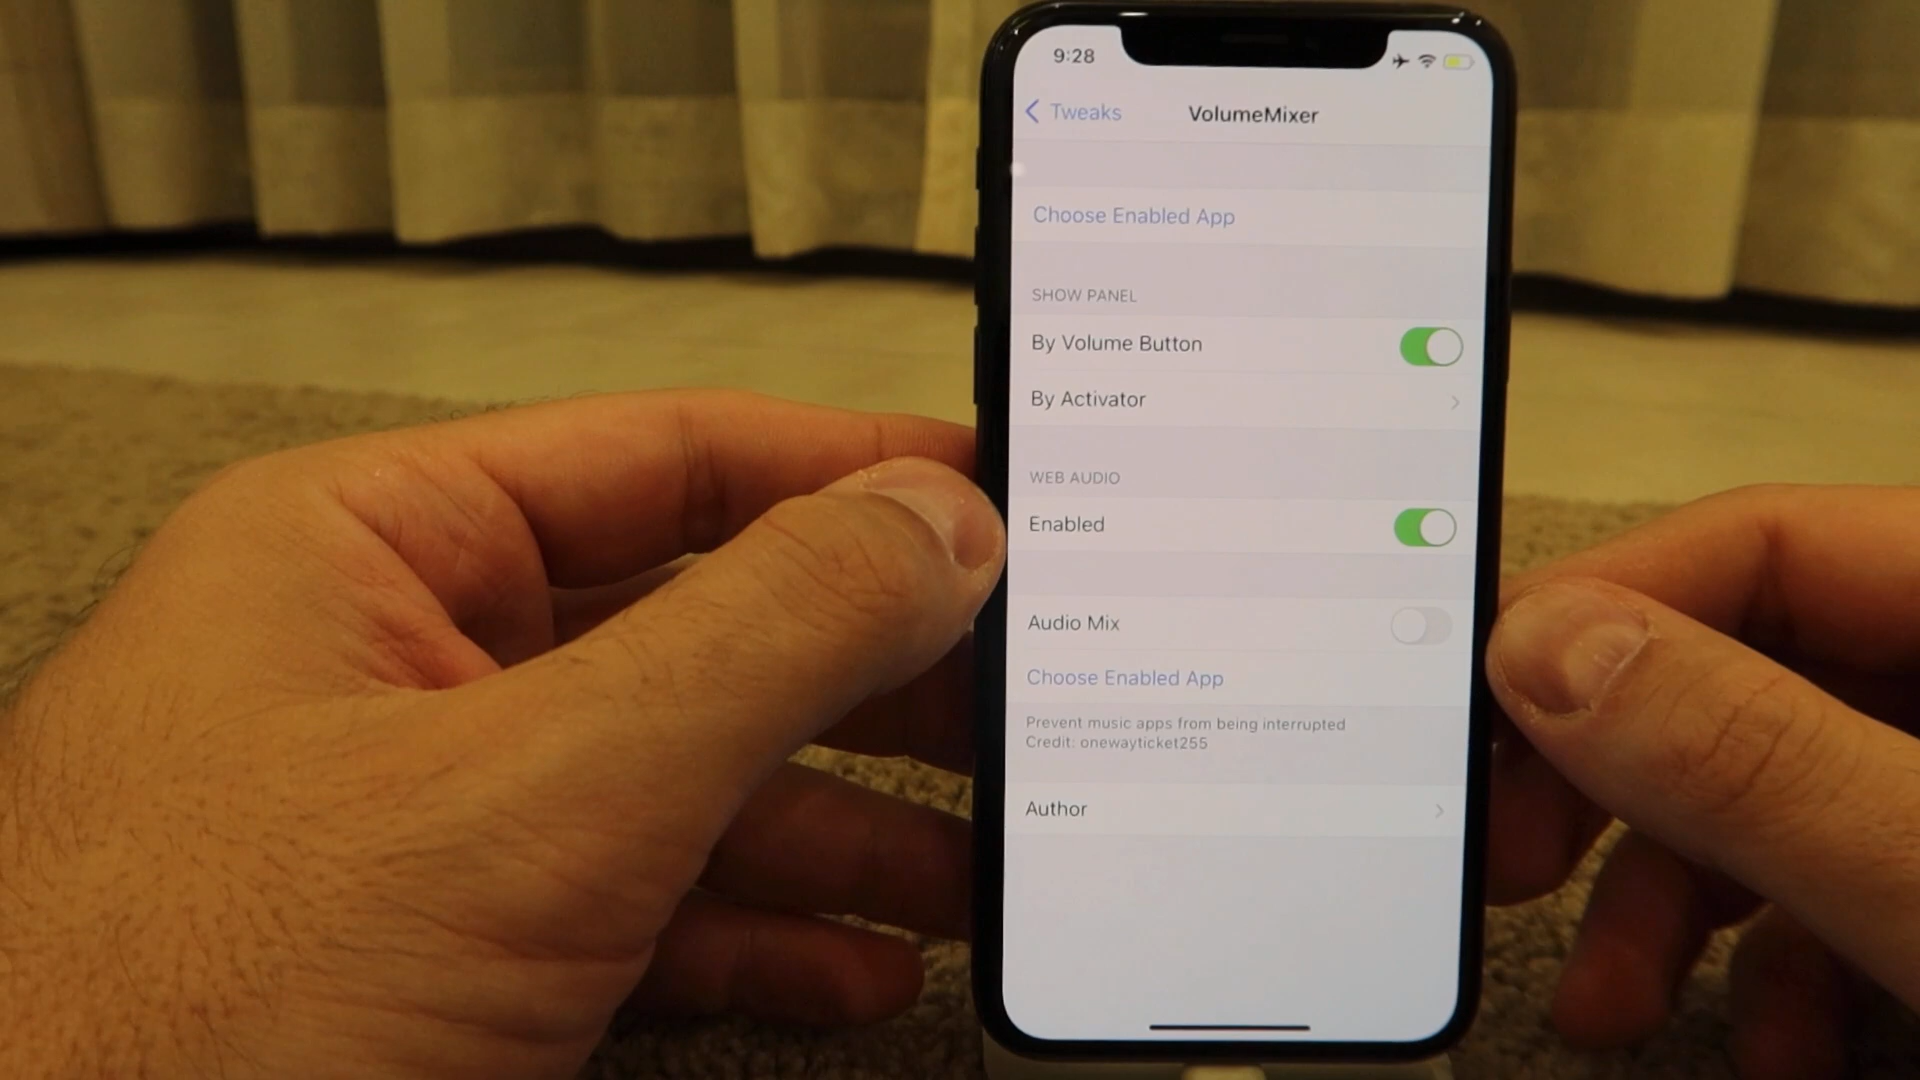 9:28
Tweaks
VolumeMixer
Choose Enabled App
SHOW PANEL
By Volume Button
By Activator
WEB AUDIO
Enabled
Audio Mix
Choose Enabled App
Prevent music apps from being interrupted
Credit: onewayticket255
Author